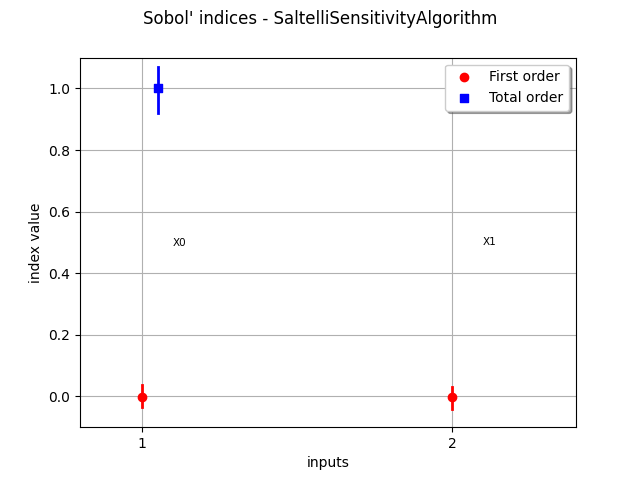 Sobol' indices - SaltelliSensitivityAlgorithm
First order
Total order
1.0
0.8
0.6
0.4
0.2
0.0
index value
X0
X1
1
2
inputs